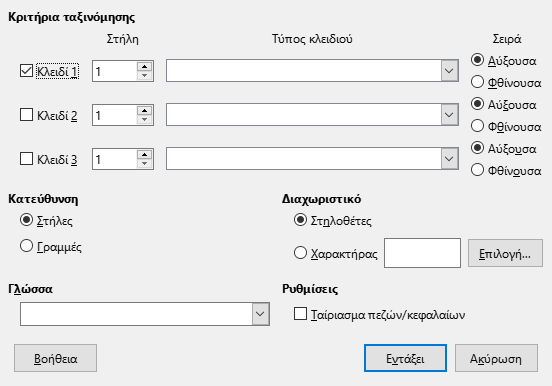 Κριτήρια ταξινόμησης
Στήλη Τύπος κλειδιού Σειρά
Κλειδί 1 1 Αύξουσα
Φθίνουσα
Κλειδί 2 1 Αύξουσα
Φθίνουσα
Κλειδί 3 1 Αύξουσα
Φθίνουσα
Κατεύθυνση Διαχωριστικό
Στήλες Στηλοθέτες
Γραμμές Χαρακτήρας Επιλογή...
Γλώσσα Ρυθμίσεις
Ταίριασμα πεζών/κεφαλαίων
Βοήθεια Εντάξει Ακύρωση